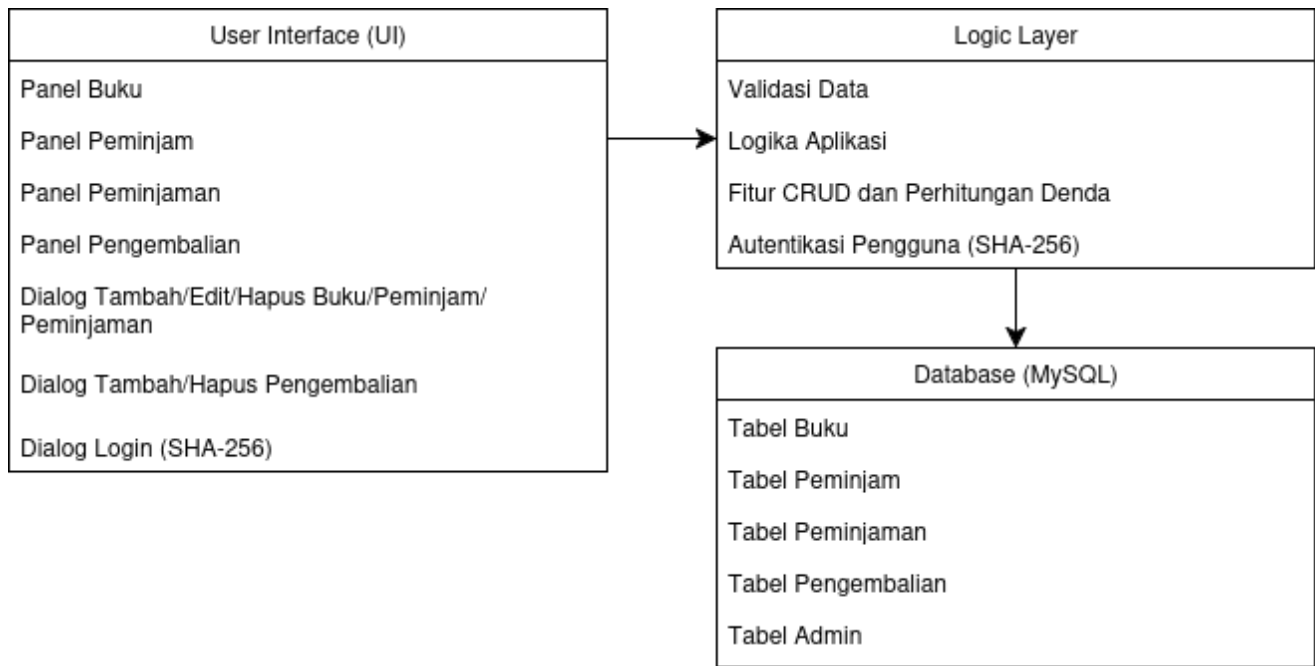 User Interface (UI)
Panel Buku
Panel Peminjam
Panel Peminjaman
Panel Pengembalian
Dialog Tambah/Edit/Hapus Buku/Peminjam/
Peminjaman
Dialog Tambah/Hapus Pengembalian
Dialog Login (SHA-256)
Logic Layer
Validasi Data
Logika Aplikasi
Fitur CRUD dan Perhitungan Denda
Autentikasi Pengguna (SHA-256)
Database (MySQL)
Tabel Buku
Tabel Peminjam
Tabel Peminjaman
Tabel Pengembalian
Tabel Admin